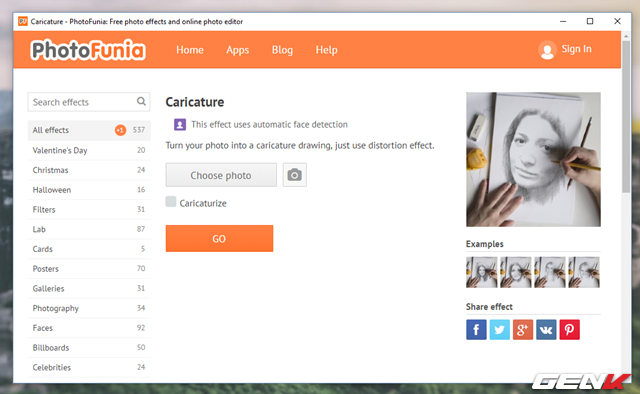 Caricature - PhotoFunia: Free photo effects and online photo editor
PhotoFunia
Home
Apps
Blog
Help
Sign In
Search effects
All effects +1 537
Valentine's Day 20
Christmas 24
Halloween 16
Filters 31
Lab 87
Cards 5
Posters 70
Galleries 31
Photography 34
Faces 92
Billboards 50
Celebrities 24
Caricature
This effect uses automatic face detection
Turn your photo into a caricature drawing, just use distortion effect.
Choose photo
Caricaturize
GO
Examples
Share effect
GENK